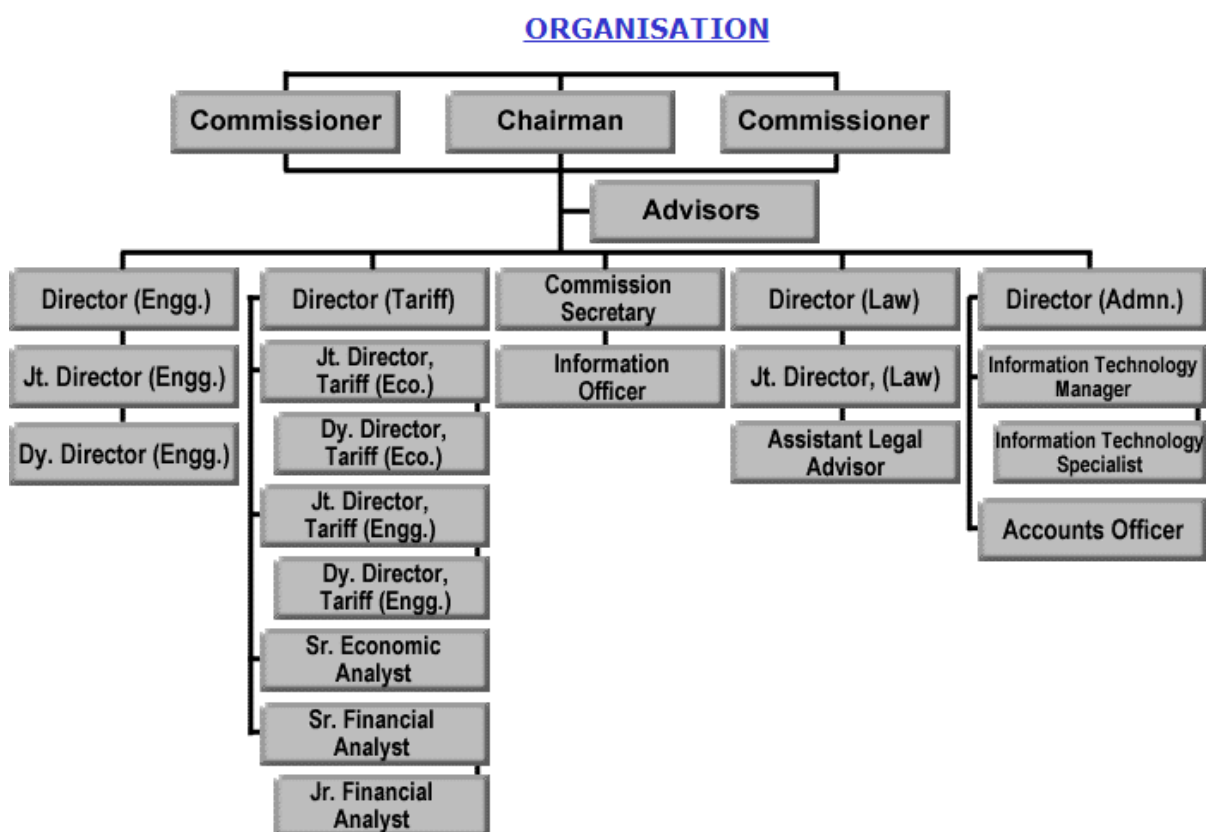 ORGANISATION
Commissioner
Chairman
Commissioner
Advisors
Director (Engg.)
Jt. Director (Engg.)
Dy. Director (Engg.)
Director (Tariff)
Jt. Director,
Tariff (Eco.)
Dy. Director,
Tariff (Eco.)
Jt. Director,
Tariff (Engg.)
Dy. Director,
Tariff (Engg.)
Sr. Economic
Analyst
Sr. Financial
Analyst
Jr. Financial
Analyst
Commission
Secretary
Information
Officer
Director (Law)
Jt. Director, (Law)
Assistant Legal
Advisor
Director (Admn.)
Information Technology
Manager
Information Technology
Specialist
Accounts Officer